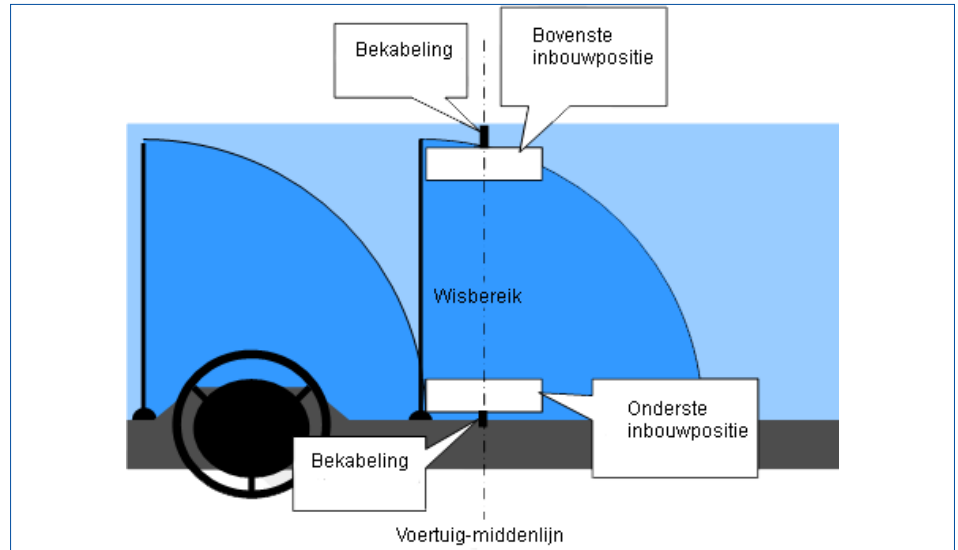 Bekabeling
Bovenste
inbouwpositie
Wisbereik
Onderste
inbouwpositie
Bekabeling
Voertuig-middenlijn